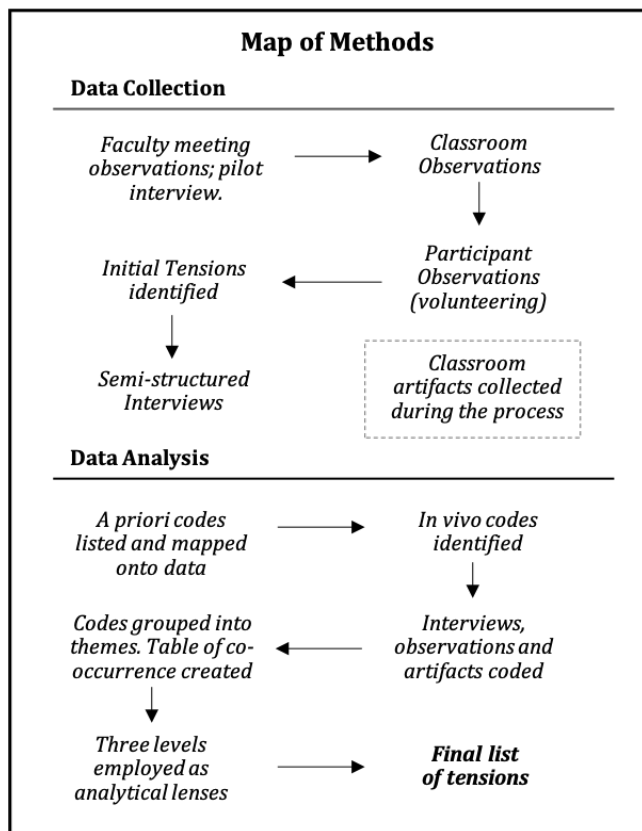 Map of Methods
Data Collection
Faculty meeting
observations; pilot
interview.
Classroom
Observations
Participant
Observations
(volunteering)
Initial Tensions
identified
Semi-structured
Interviews
Classroom
artifacts collected
during the process
Data Analysis
A priori codes
listed and mapped
onto data
In vivo codes
identified
Interviews,
observations and
artifacts coded
Codes grouped into
themes. Table of co-
occurrence created
Three levels
employed as
analytical lenses
Final list
of tensions